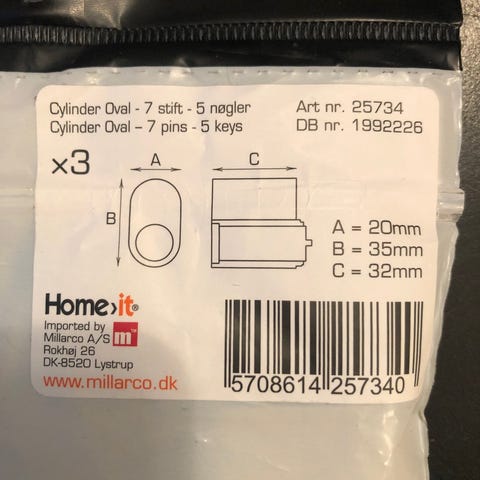 Cylinder Oval - 7 stift - 5 nøgler
Cylinder Oval – 7 pins - 5 keys
Art nr. 25734
DB nr. 1992226
x3
A
C
B
A = 20mm
B = 35mm
C = 32mm
Home>it®
Imported by
Millarco A/S
Rokhøj 26
DK-8520 Lystrup
m™
www.millarco.dk
5708614 257340